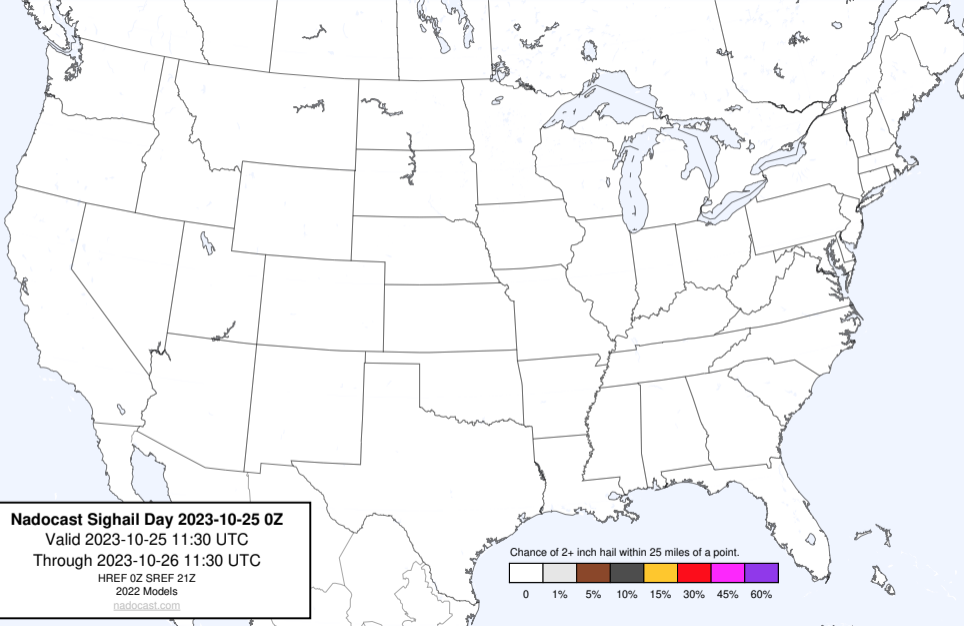 Nadocast Sighail Day 2023-10-25 0Z
Valid 2023-10-25 11:30 UTC
Through 2023-10-26 11:30 UTC
HREF 0Z SREF 21Z
2022 Models
nadocast.com
Chance of 2+ inch hail within 25 miles of a point.
0 1% 5% 10% 15% 30% 45% 60%